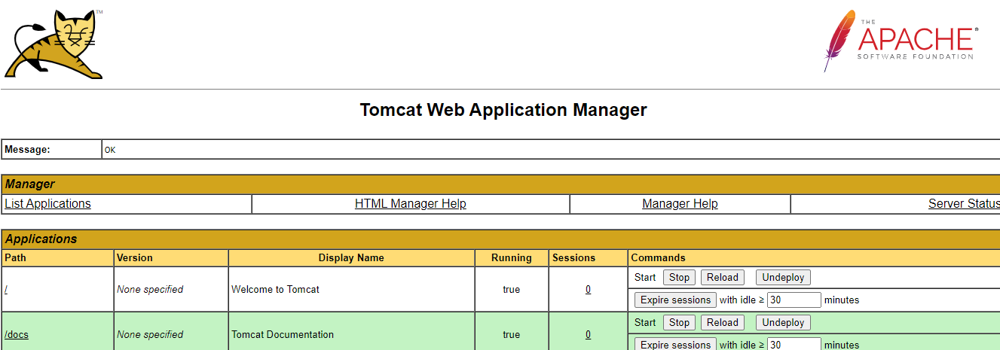 TM
THE
APACHE®
SOFTWARE FOUNDATION
Tomcat Web Application Manager
Message: OK
Manager
List Applications HTML Manager Help Manager Help Server Status
Applications
Path Version Display Name Running Sessions Commands
Start Stop Reload Undeploy
/ None specified Welcome to Tomcat true 0
Expire sessions with idle ≥ 30 minutes
Start Stop Reload Undeploy
/docs None specified Tomcat Documentation true 0
Expire sessions with idle ≥ 30 minutes